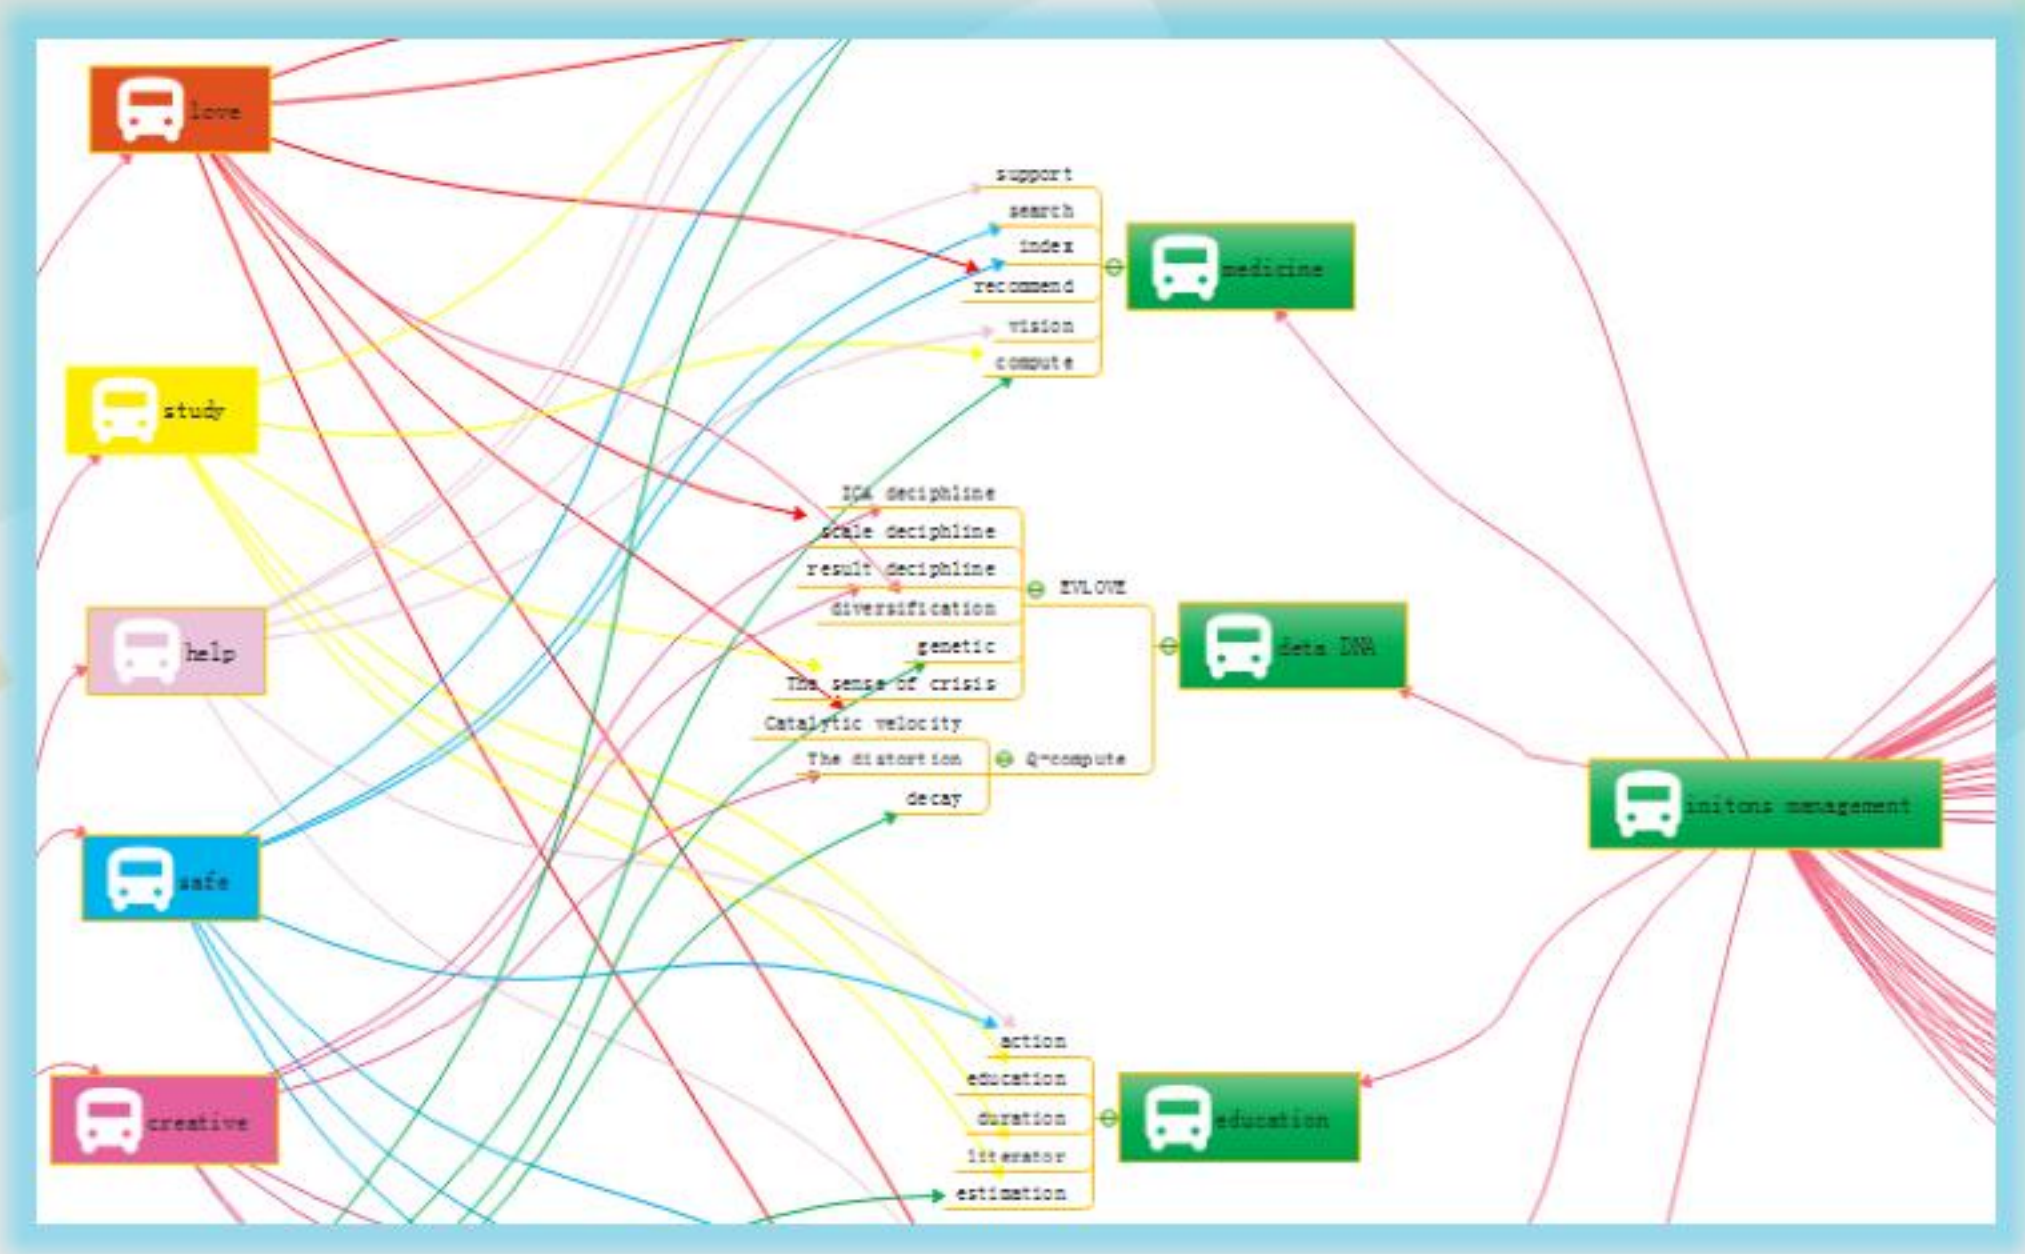 love
study
help
safe
creative
support
search
index
recommend
vision
compute
medicine
ICA deciphline
scale deciphline
result deciphline
diversification
genetic
The sense of crisis
EVLOVE
Catalytic velocity
The distortion
decay
Q-compute
deta DNA
initons management
action
education
duration
literator
estimation
education